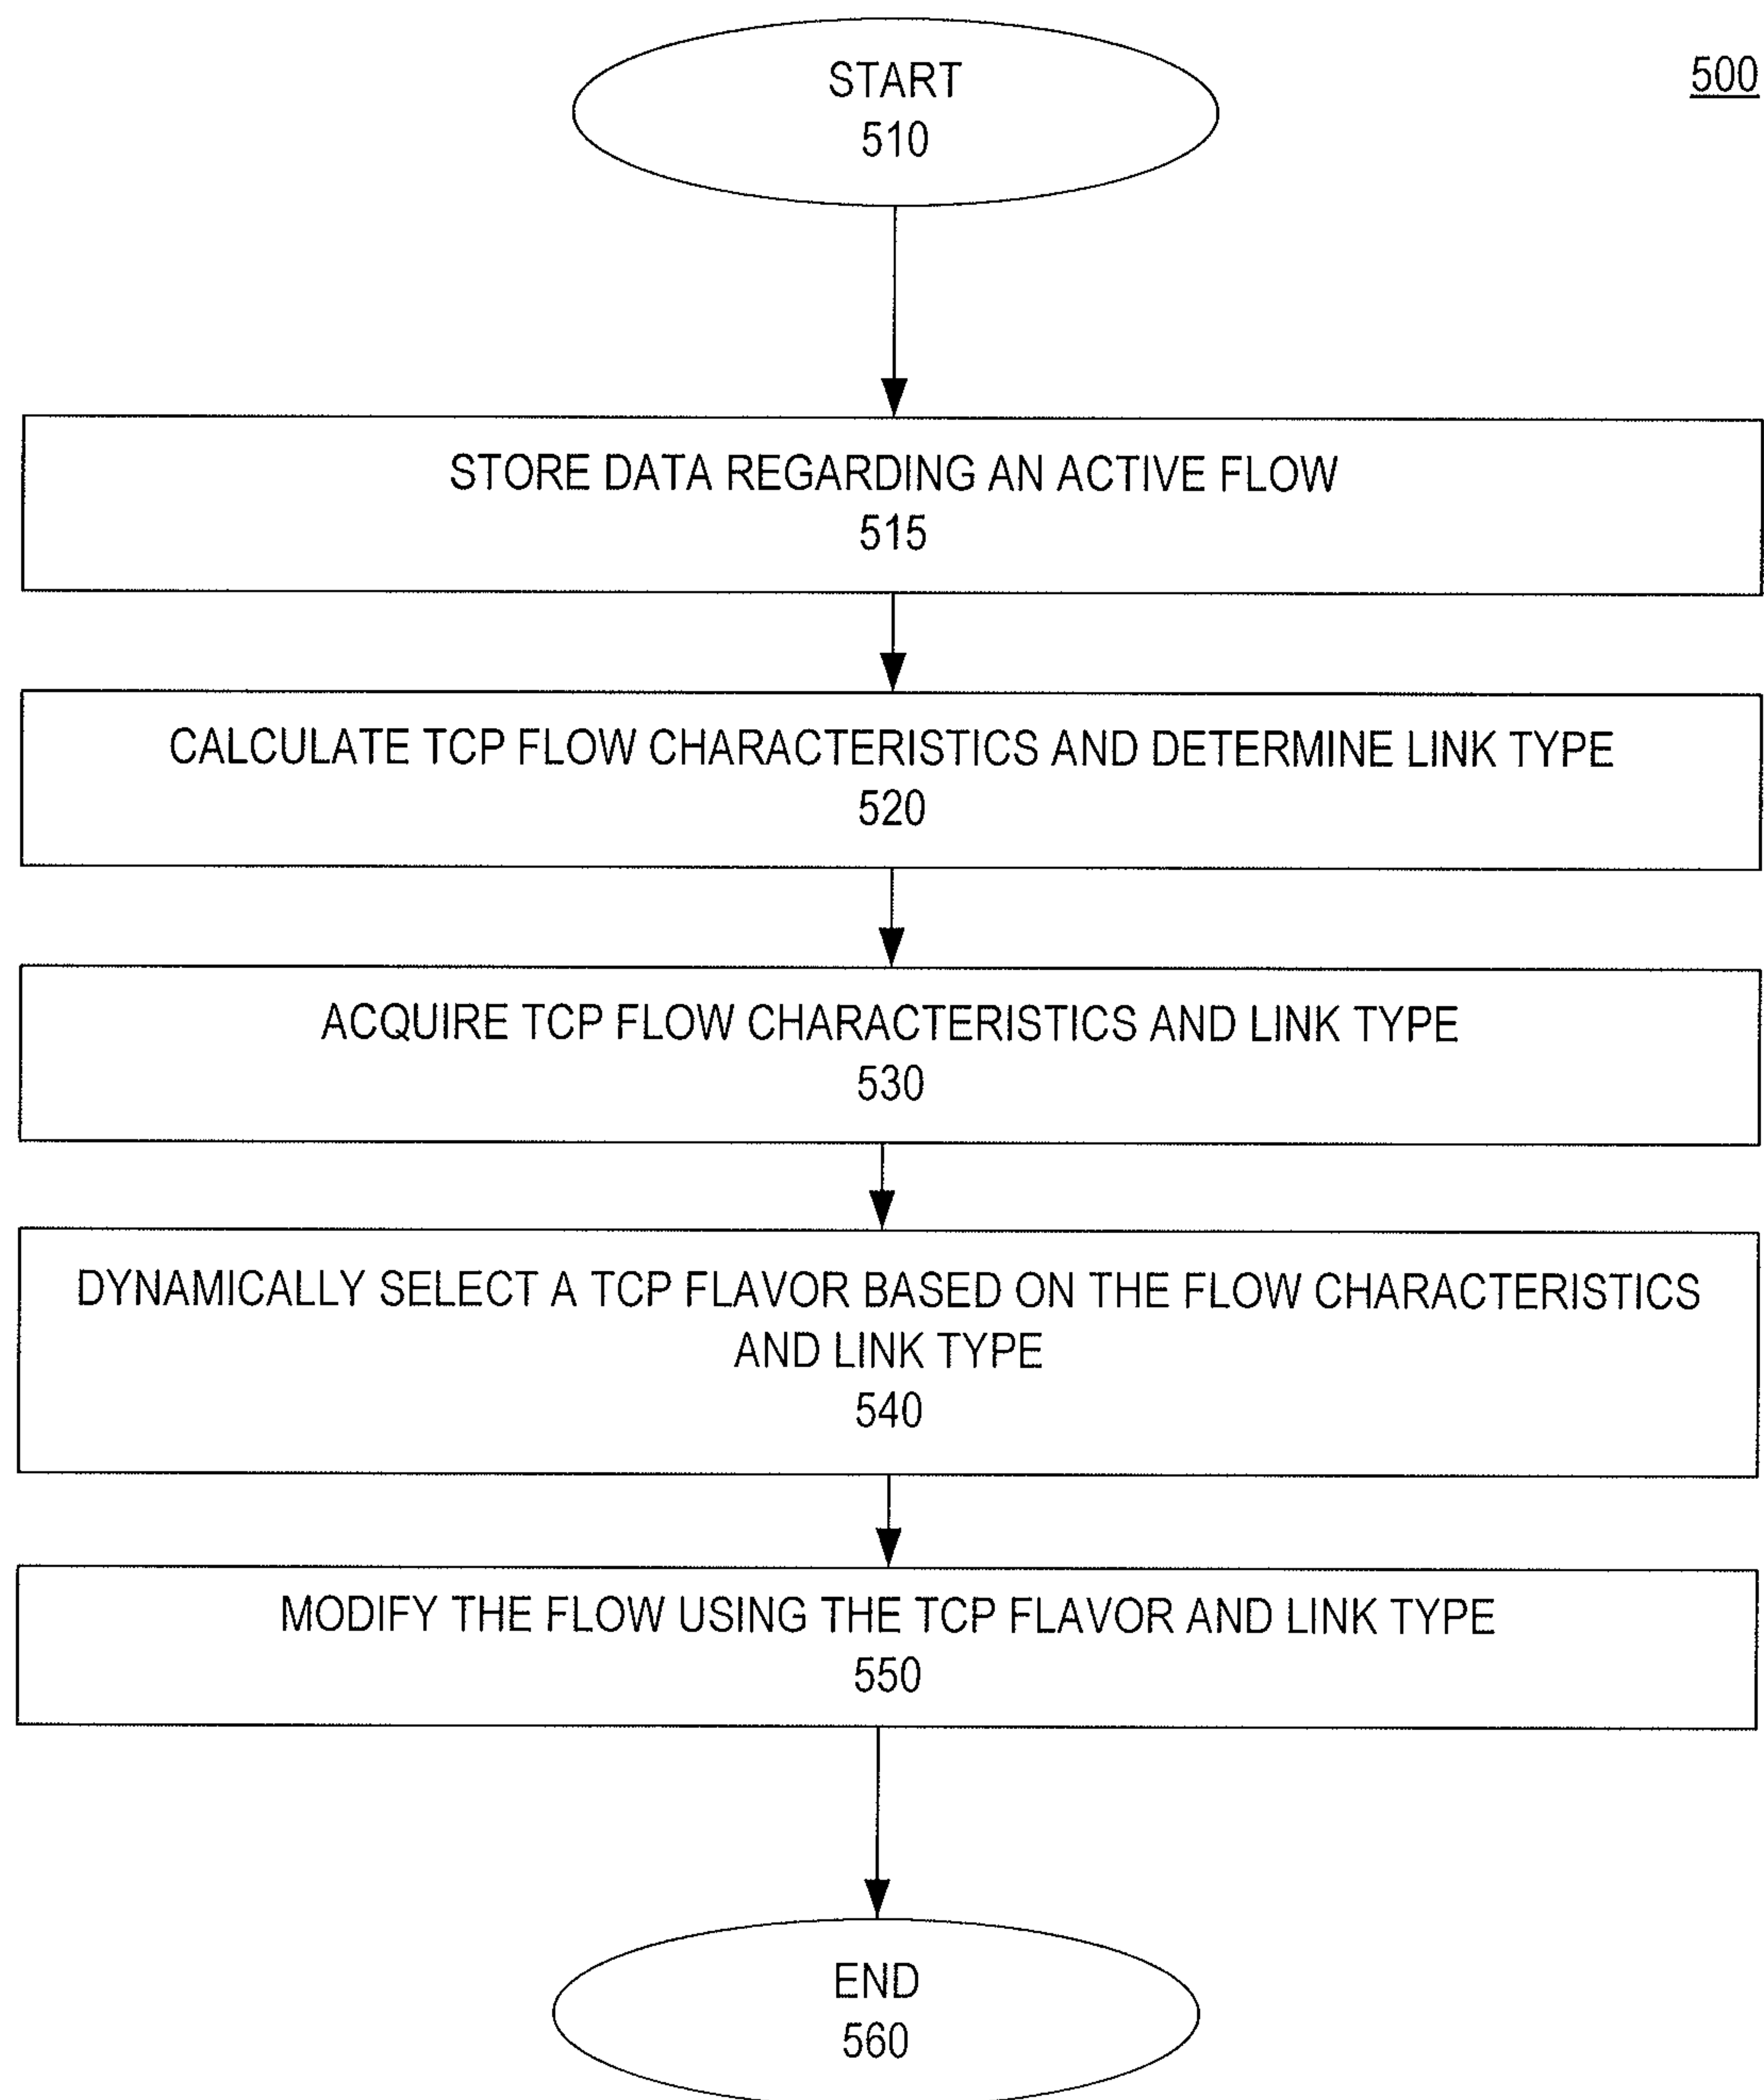 500
START
510
STORE DATA REGARDING AN ACTIVE FLOW
515
CALCULATE TCP FLOW CHARACTERISTICS AND DETERMINE LINK TYPE
520
ACQUIRE TCP FLOW CHARACTERISTICS AND LINK TYPE
530
DYNAMICALLY SELECT A TCP FLAVOR BASED ON THE FLOW CHARACTERISTICS
AND LINK TYPE
540
MODIFY THE FLOW USING THE TCP FLAVOR AND LINK TYPE
550
END
560